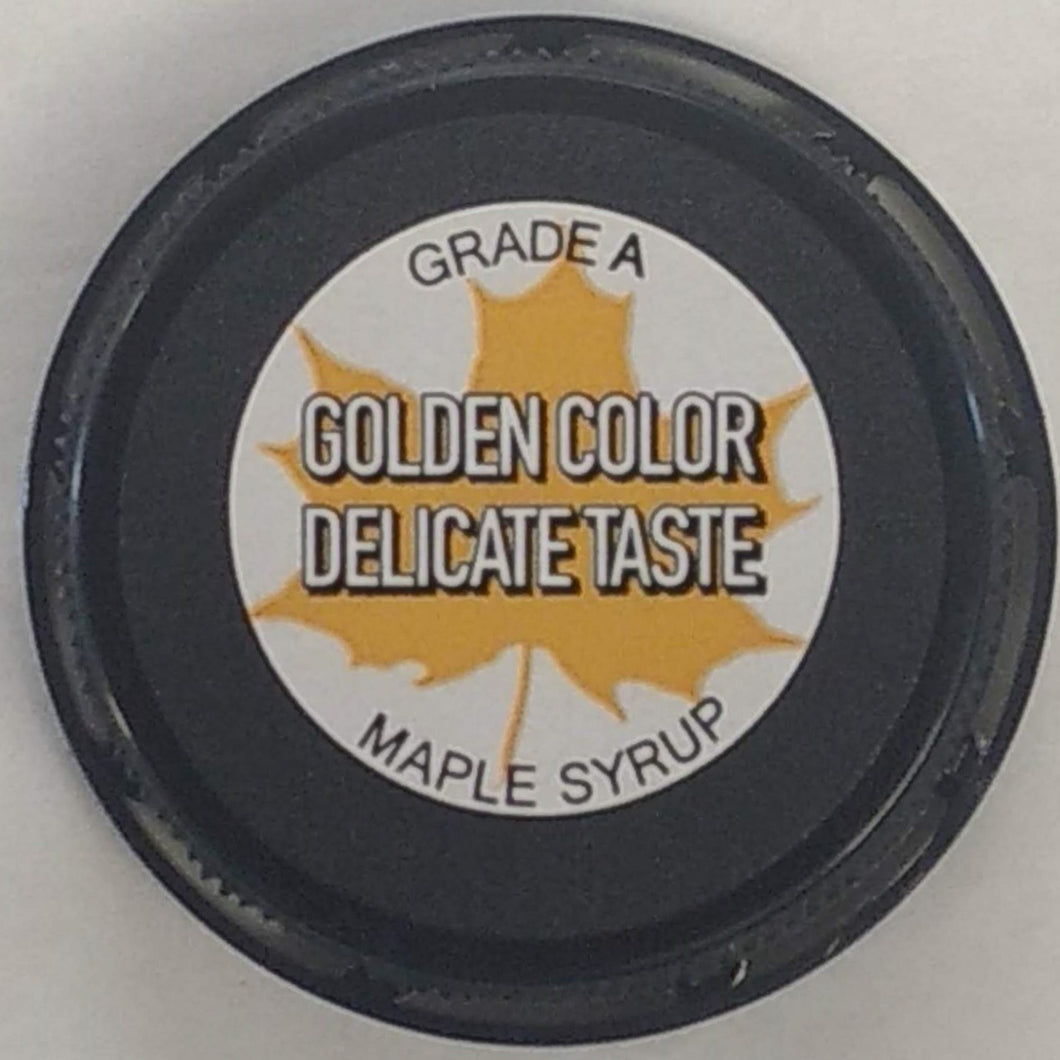 GRADE A
GOLDEN COLOR
DELICATE TASTE
MAPLE SYRUP